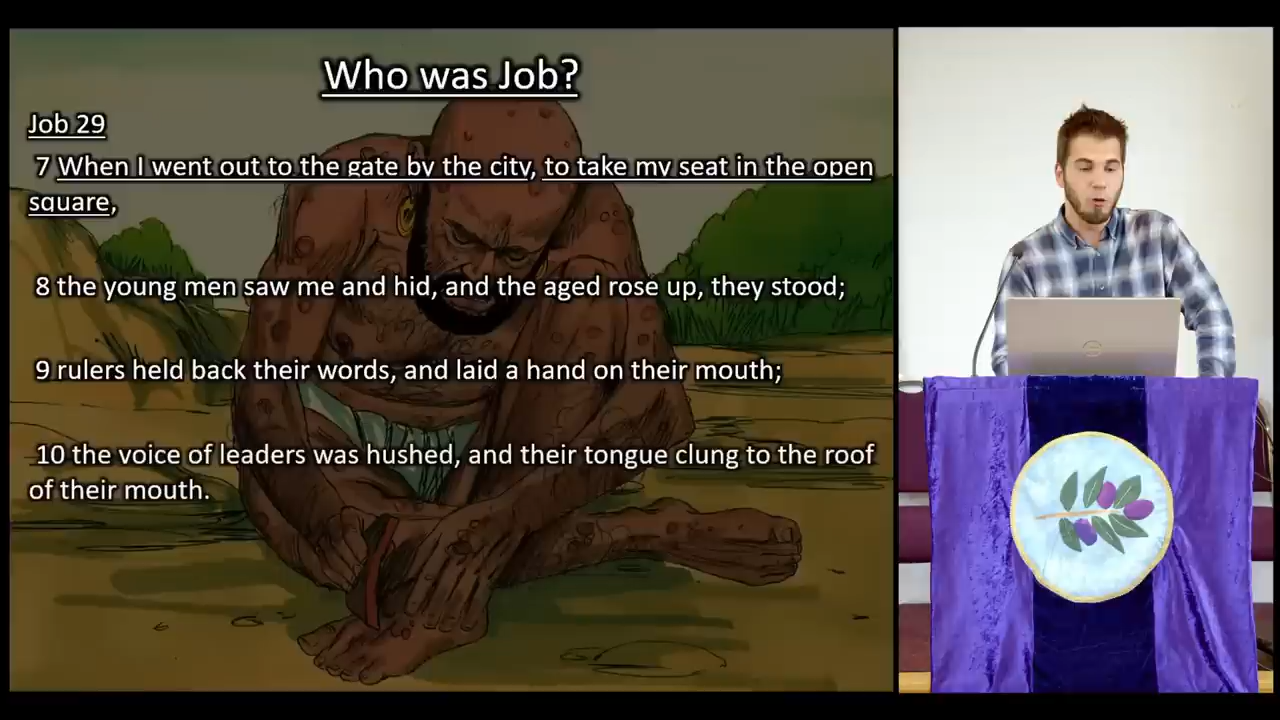 Who was Job?
Job 29
7 When I went out to the gate by the city, to take my seat in the open
square,
8 the young men saw me and hid, and the aged rose up, they stood;
9 rulers held back their words, and laid a hand on their mouth;
10 the voice of leaders was hushed, and their tongue clung to the roof
of their mouth.